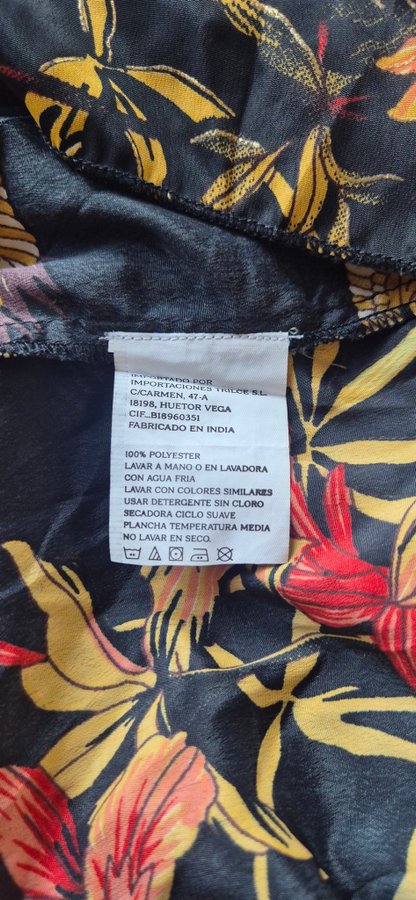 IMPORTADO POR
IMPORTACIONES TRILCE S.L.
C/CARMEN, 47-A
18198, HUETOR VEGA
CIF..B18960351
FABRICADO EN INDIA
100% POLYESTER
LAVAR A MANO O EN LAVADORA
CON AGUA FRIA
LAVAR CON COLORES SIMILARES
USAR DETERGENTE SIN CLORO
SECADORA CICLO SUAVE
PLANCHA TEMPERATURA MEDIA
NO LAVAR EN SECO.